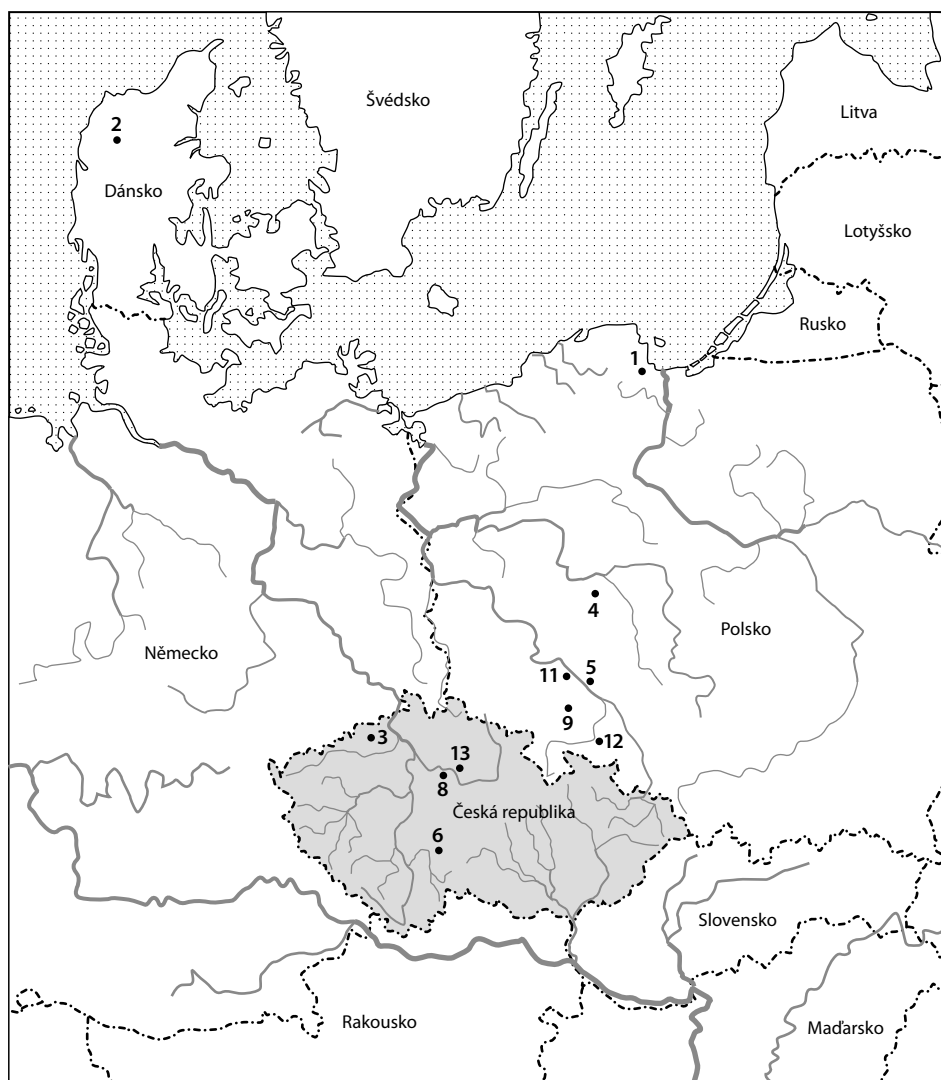 Švédsko
Litva
2
Dánsko
Lotyšsko
Rusko
1
4
Polsko
Německo
11
5
9
3
12
13
8
Česká republika
6
Slovensko
Rakousko
Maďarsko